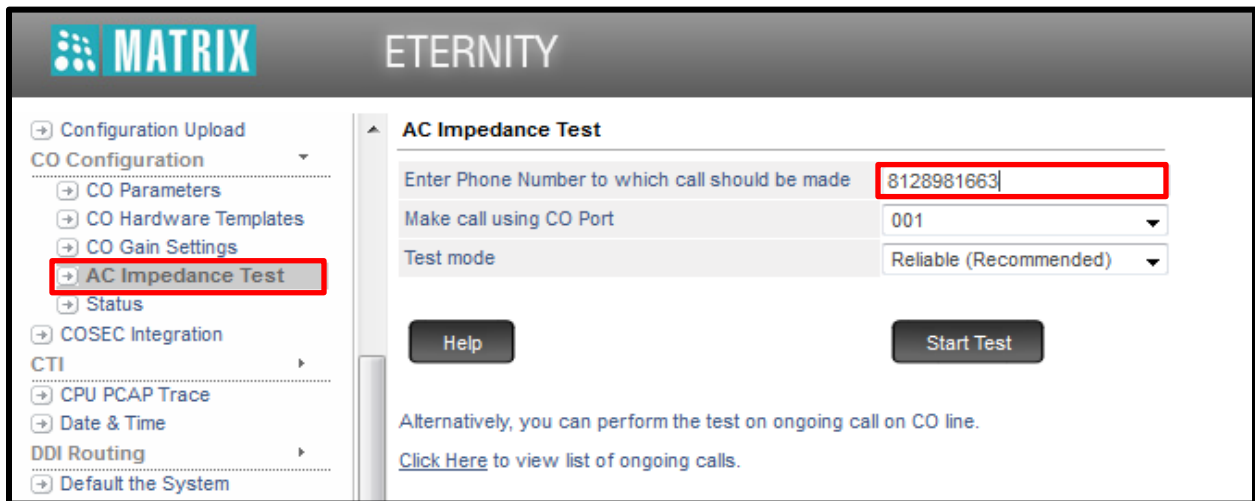 MATRIX
ETERNITY
Configuration Upload
CO Configuration
CO Parameters
CO Hardware Templates
CO Gain Settings
AC Impedance Test
Status
COSEC Integration
CTI
CPU PCAP Trace
Date & Time
DDI Routing
Default the System
AC Impedance Test
Enter Phone Number to which call should be made 8128981663
Make call using CO Port 001
Test mode Reliable (Recommended)
Help Start Test
Alternatively, you can perform the test on ongoing call on CO line.
Click Here to view list of ongoing calls.